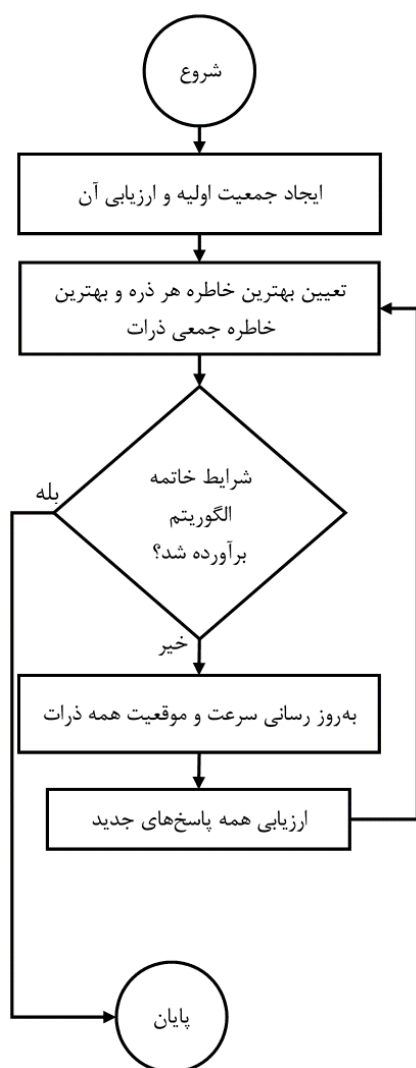 شروع
ایجاد جمعیت اولیه و ارزیابی آن
تعیین بهترین خاطره هر ذره و بهترین
خاطره جمعی ذرات
شرایط خاتمه
الگوریتم
برآورده شد؟
بله
خیر
به‌روز رسانی سرعت و موقعیت همه ذرات
ارزیابی همه پاسخ‌های جدید
پایان